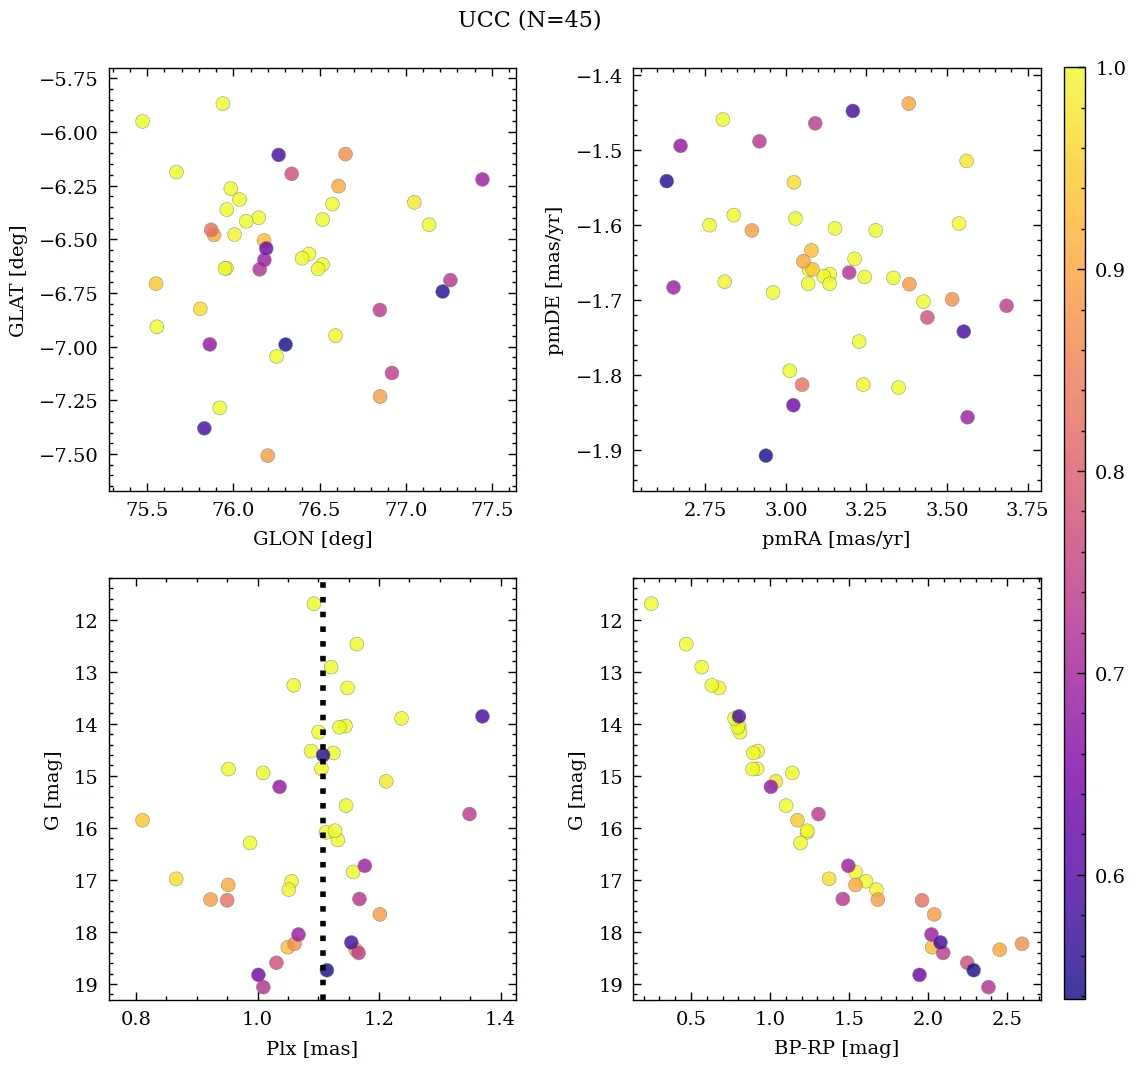 UCC (N=45)
−5.75
−6.00
−6.25
−6.50
−6.75
−7.00
−7.25
−7.50
GLAT [deg]
75.5 76.0 76.5 77.0 77.5
GLON [deg]
−1.4
−1.5
−1.6
−1.7
−1.8
−1.9
pmDE [mas/yr]
2.75 3.00 3.25 3.50 3.75
pmRA [mas/yr]
1.0
0.9
0.8
0.7
0.6
12
13
14
15
16
17
18
19
G [mag]
0.8 1.0 1.2 1.4
Plx [mas]
12
13
14
15
16
17
18
19
G [mag]
0.5 1.0 1.5 2.0 2.5
BP-RP [mag]